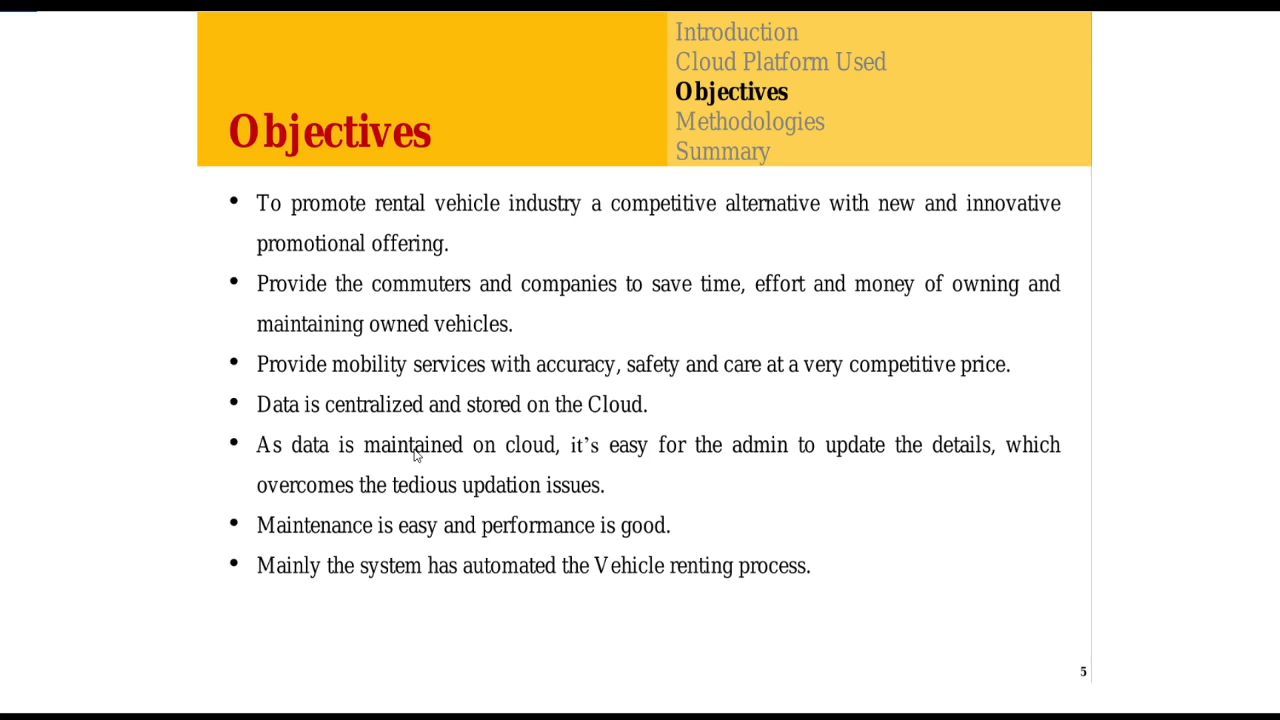 Introduction
Cloud Platform Used
Objectives
Methodologies
Summary
Objectives
• To promote rental vehicle industry a competitive alternative with new and innovative
promotional offering.
• Provide the commuters and companies to save time, effort and money of owning and
maintaining owned vehicles.
• Provide mobility services with accuracy, safety and care at a very competitive price.
• Data is centralized and stored on the Cloud.
• As data is maintained on cloud, it’s easy for the admin to update the details, which
overcomes the tedious updation issues.
• Maintenance is easy and performance is good.
• Mainly the system has automated the Vehicle renting process.
5